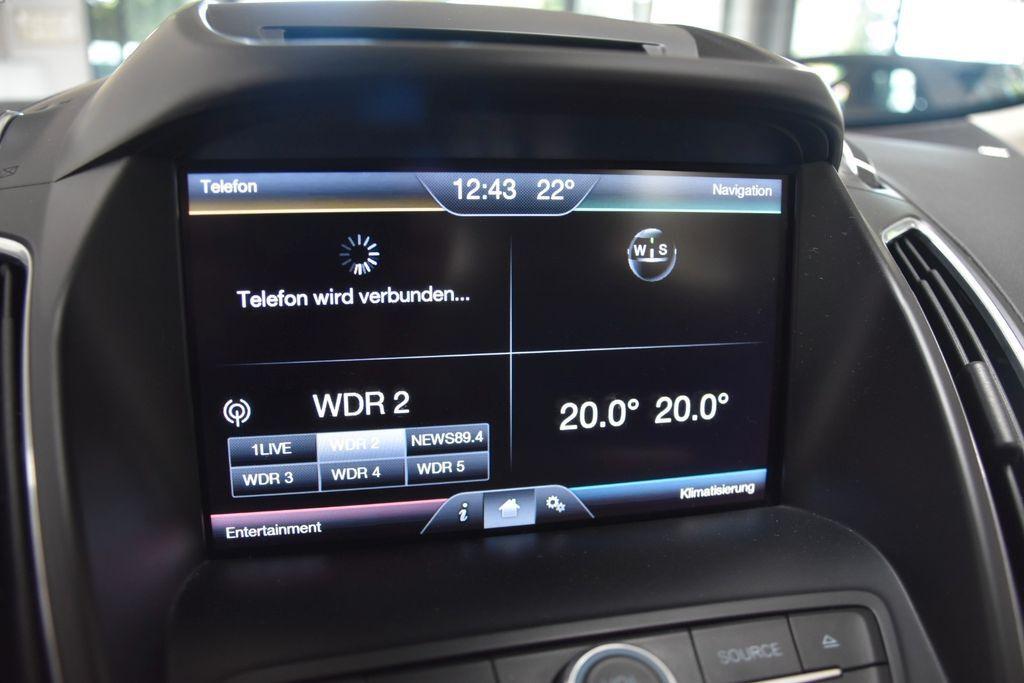 Telefon
12:43 22°
Navigation
Telefon wird verbunden...
W S
WDR 2
1LIVE WDR 2 NEWS89.4
WDR 3 WDR 4 WDR 5
20.0° 20.0°
Entertainment
i
Klimatisierung
SOURCE